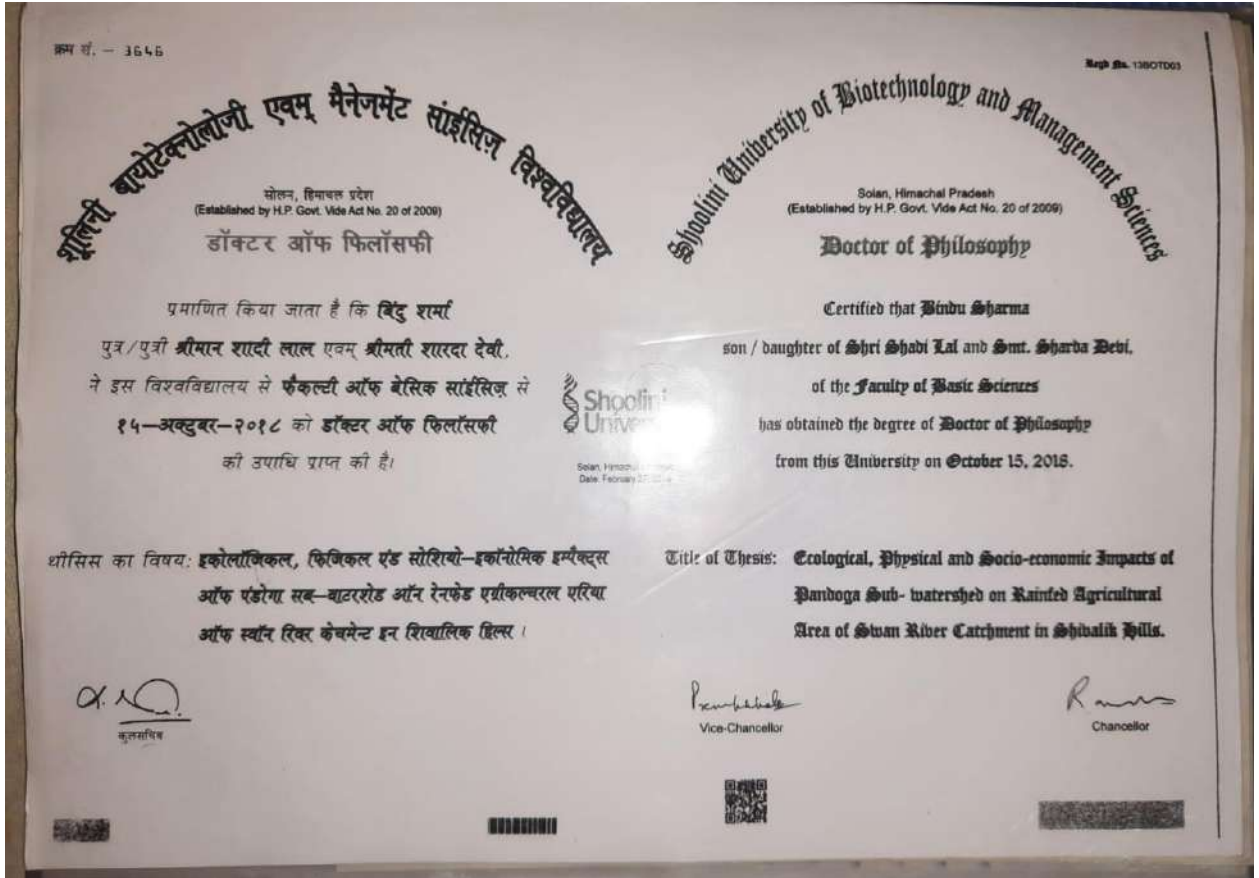 क्रम सं. – 3646
शूलिनी बायोटेक्नोलोजी एवम् मैनेजमेंट सांईसिज़ विश्वविद्यालय
सोलन, हिमाचल प्रदेश
(Established by H.P. Govt. Vide Act No. 20 of 2009)
डॉक्टर ऑफ फिलॉसफी
प्रमाणित किया जाता है कि बिंदु शर्मा
पुत्र/पुत्री श्रीमान शादी लाल एवम् श्रीमती शारदा देवी,
ने इस विश्वविद्यालय से फैकल्टी ऑफ बेसिक सांईसिज़ से
१५–अक्टुबर–२०१८ को डॉक्टर ऑफ फिलॉसफी
की उपाधि प्राप्त की है।
थीसिस का विषय: इकोलॉजिकल, फिजिकल एंड सोशियो–इकॉनोमिक इम्पैक्ट्स
ऑफ पंडोगा सब–वाटरशेड ऑन रेनफेड एग्रीकल्चरल एरिया
ऑफ स्वॉन रिवर केचमेन्ट इन शिवालिक हिल्स।
कुलसचिव
Shoolini
Solan,
Date: February
Regd No. 13BOTD03
Shoolini University of Biotechnology and Management Sciences
Solan, Himachal Pradesh
(Established by H.P. Govt. Vide Act No. 20 of 2009)
Doctor of Philosophy
Certified that Bindu Sharma
son / daughter of Shri Shadi Lal and Smt. Sharda Devi,
of the Faculty of Basic Sciences
has obtained the degree of Doctor of Philosophy
from this University on October 15, 2018.
Title of Thesis: Ecological, Physical and Socio-economic Impacts of
Pandoga Sub- watershed on Rainfed Agricultural
Area of Swan River Catchment in Shivalik Hills.
Vice-Chancellor
Chancellor